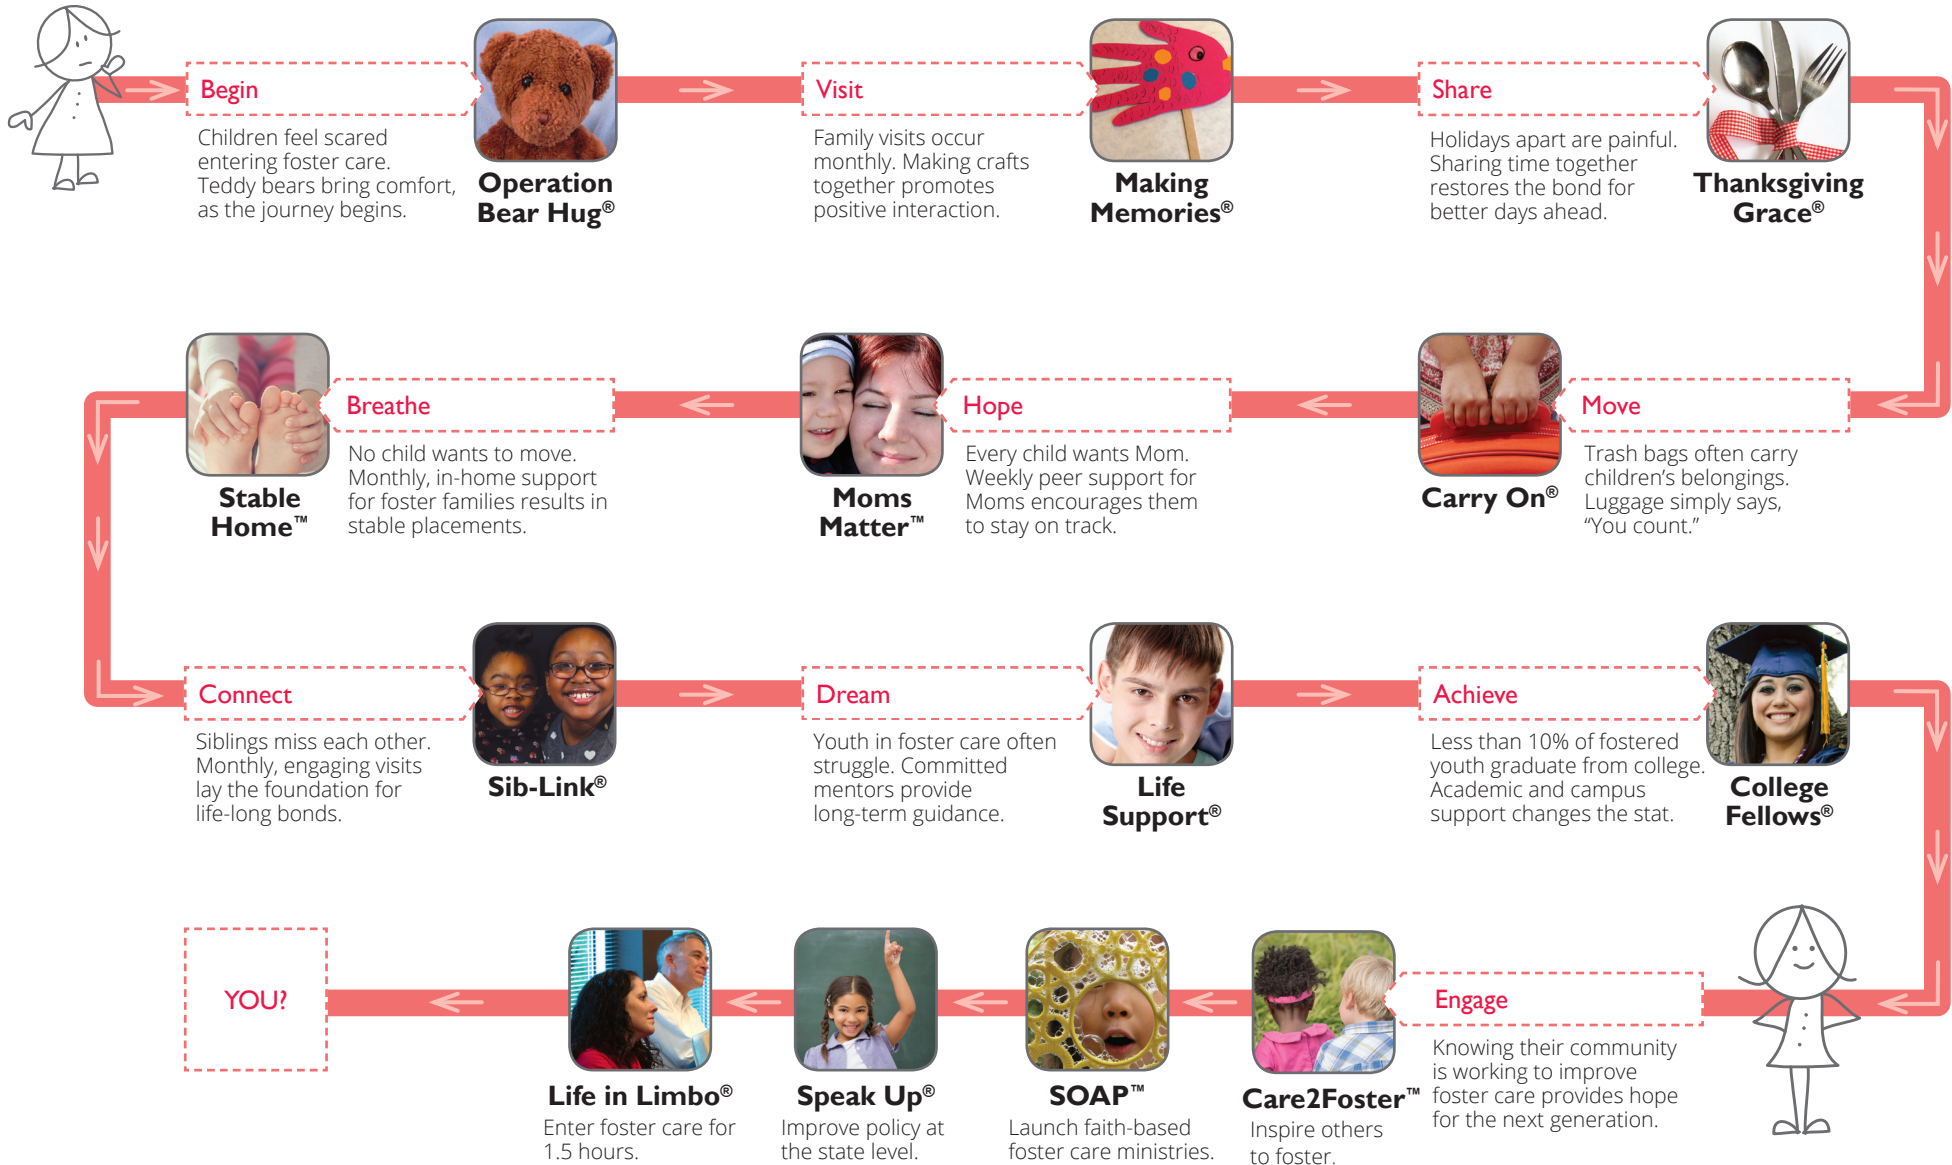 Begin
Children feel scared
entering foster care.
Teddy bears bring comfort,
as the journey begins.
Operation
Bear Hug®
Visit
Family visits occur
monthly. Making crafts
together promotes
positive interaction.
Making
Memories®
Share
Holidays apart are painful.
Sharing time together
restores the bond for
better days ahead.
Thanksgiving
Grace®
Move
Trash bags often carry
children’s belongings.
Luggage simply says,
“You count.”
Carry On®
Hope
Every child wants Mom.
Weekly peer support for
Moms encourages them
to stay on track.
Moms
Matter™
Breathe
No child wants to move.
Monthly, in-home support
for foster families results in
stable placements.
Stable
Home™
Connect
Siblings miss each other.
Monthly, engaging visits
lay the foundation for
life-long bonds.
Sib-Link®
Dream
Youth in foster care often
struggle. Committed
mentors provide
long-term guidance.
Life
Support®
Achieve
Less than 10% of fostered
youth graduate from college.
Academic and campus
support changes the stat.
College
Fellows®
Engage
Knowing their community
is working to improve
foster care provides hope
for the next generation.
Care2Foster™
Inspire others
to foster.
SOAP™
Launch faith-based
foster care ministries.
Speak Up®
Improve policy at
the state level.
Life in Limbo®
Enter foster care for
1.5 hours.
YOU?